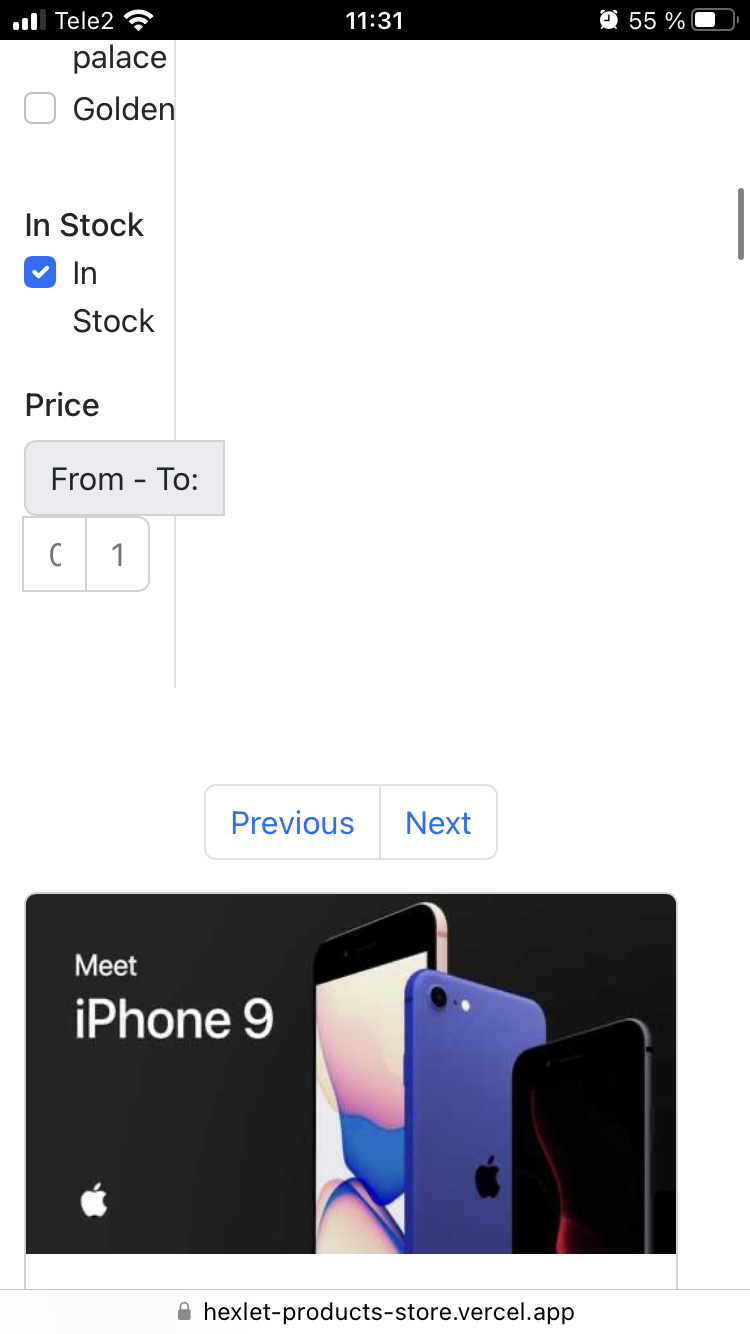 Tele2 11:31 55 %
palace
Golden
In Stock
In
Stock
Price
From - To:
1
Previous Next
Meet
iPhone 9
hexlet-products-store.vercel.app